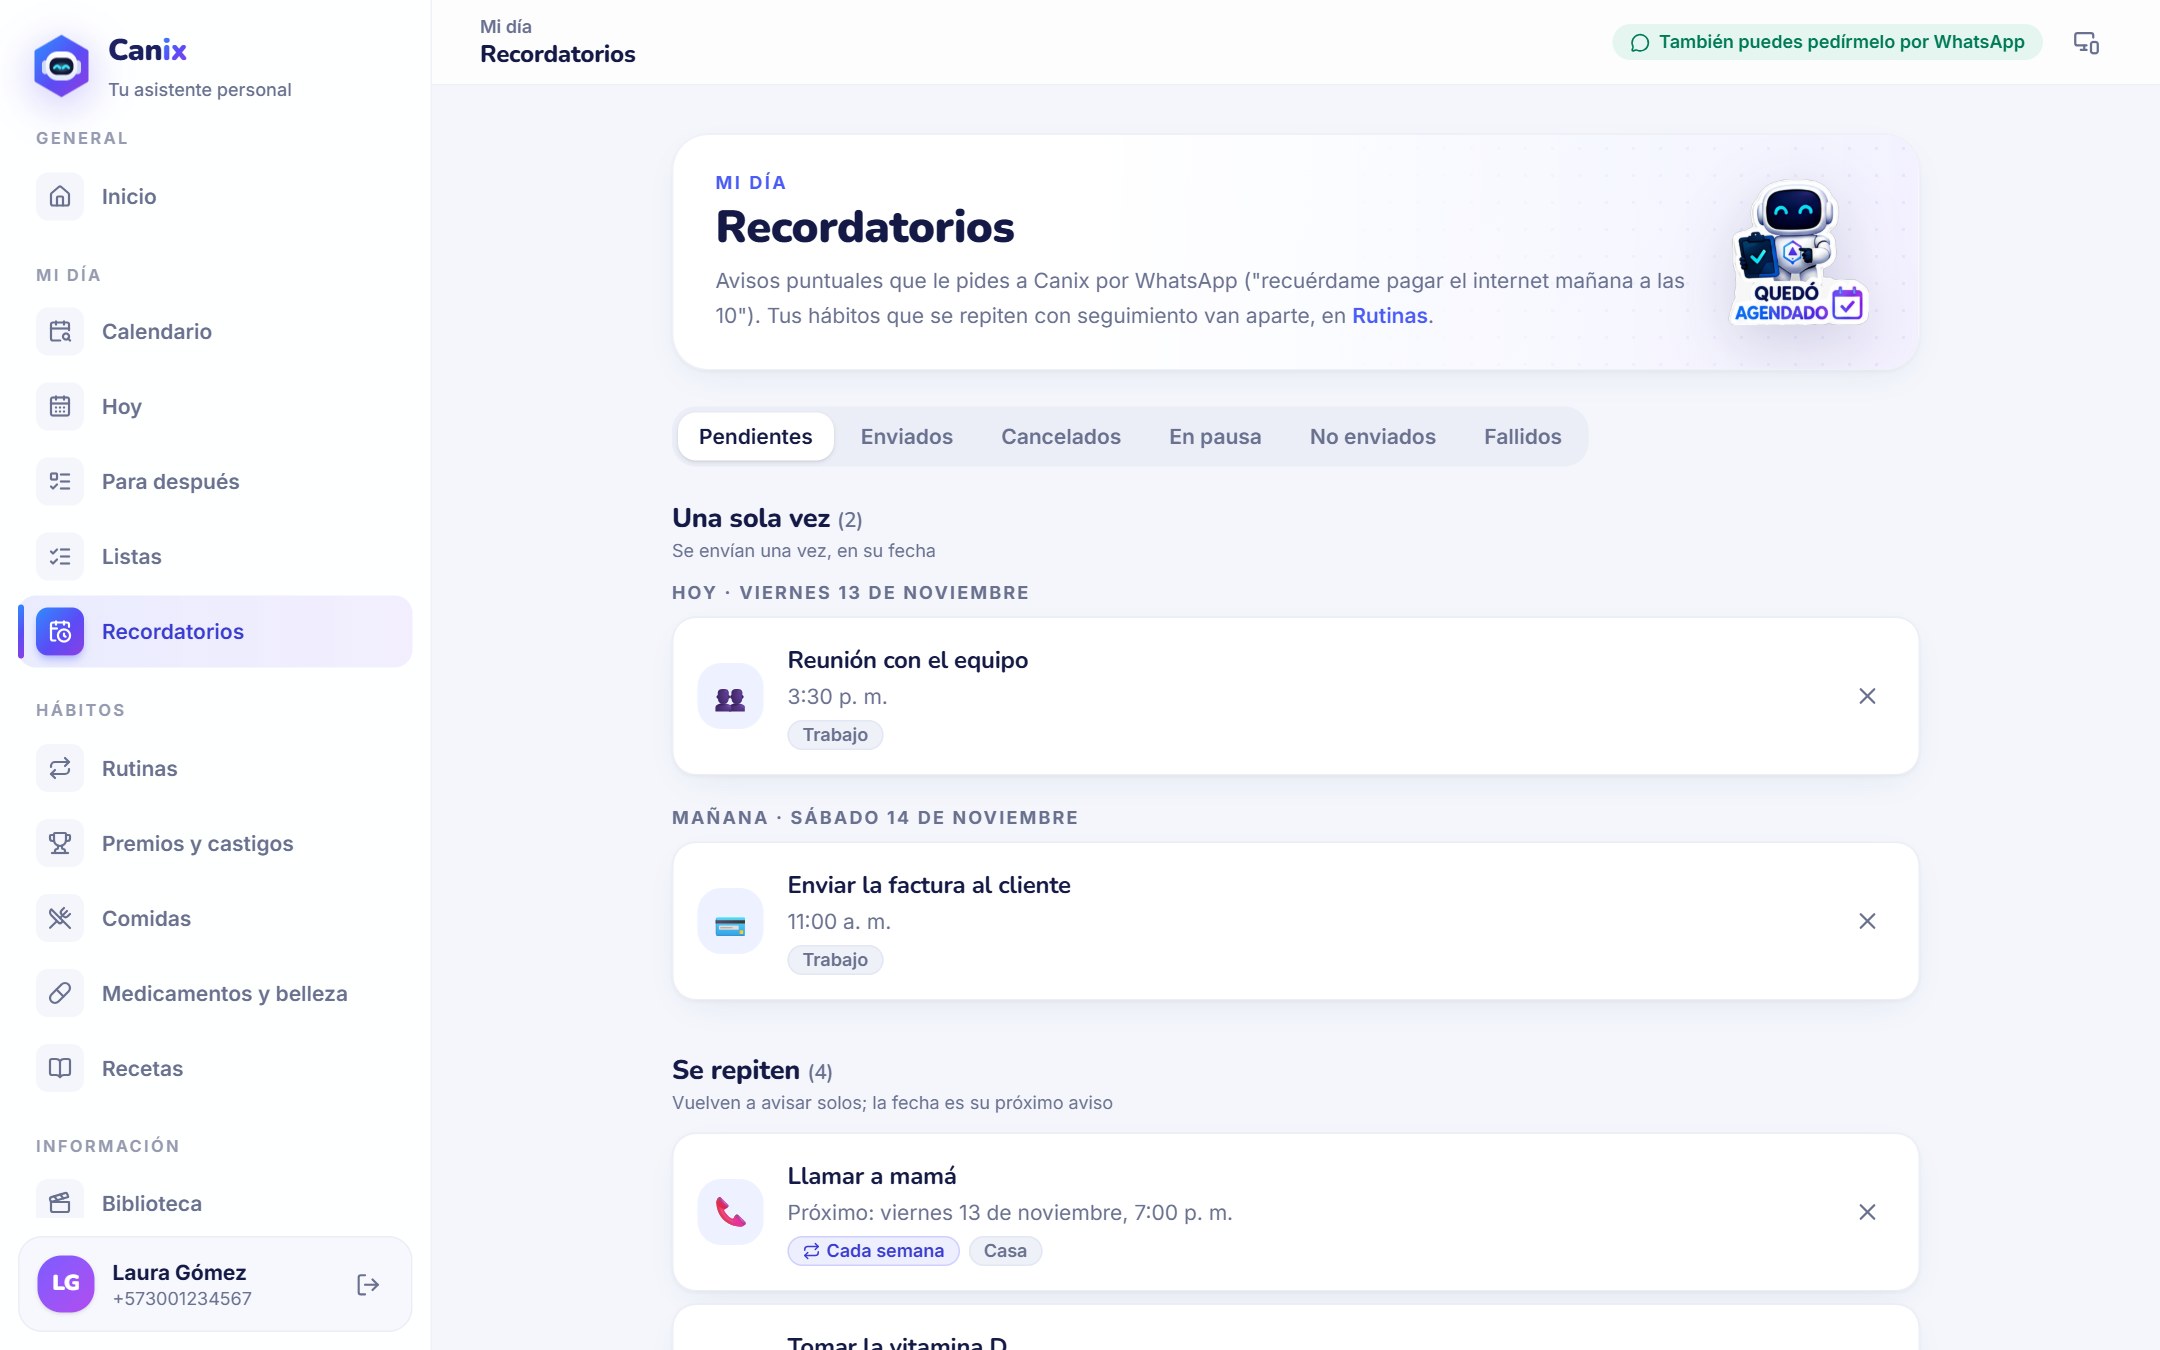 Canix
Tu asistente personal
GENERAL
Inicio
MI DÍA
Calendario
Hoy
Para después
Listas
Recordatorios
HÁBITOS
Rutinas
Premios y castigos
Comidas
Medicamentos y belleza
Recetas
INFORMACIÓN
Biblioteca
LG
Laura Gómez
+573001234567
Mi día
Recordatorios
También puedes pedírmelo por WhatsApp
MI DÍA
Recordatorios
Avisos puntuales que le pides a Canix por WhatsApp ("recuérdame pagar el internet mañana a las
10"). Tus hábitos que se repiten con seguimiento van aparte, en Rutinas.
QUEDÓ
AGENDADO
Pendientes
Enviados
Cancelados
En pausa
No enviados
Fallidos
Una sola vez (2)
Se envían una vez, en su fecha
HOY · VIERNES 13 DE NOVIEMBRE
Reunión con el equipo
3:30 p. m.
Trabajo
MAÑANA · SÁBADO 14 DE NOVIEMBRE
Enviar la factura al cliente
11:00 a. m.
Trabajo
Se repiten (4)
Vuelven a avisar solos; la fecha es su próximo aviso
Llamar a mamá
Próximo: viernes 13 de noviembre, 7:00 p. m.
Cada semana
Casa
Tomar la vitamina D